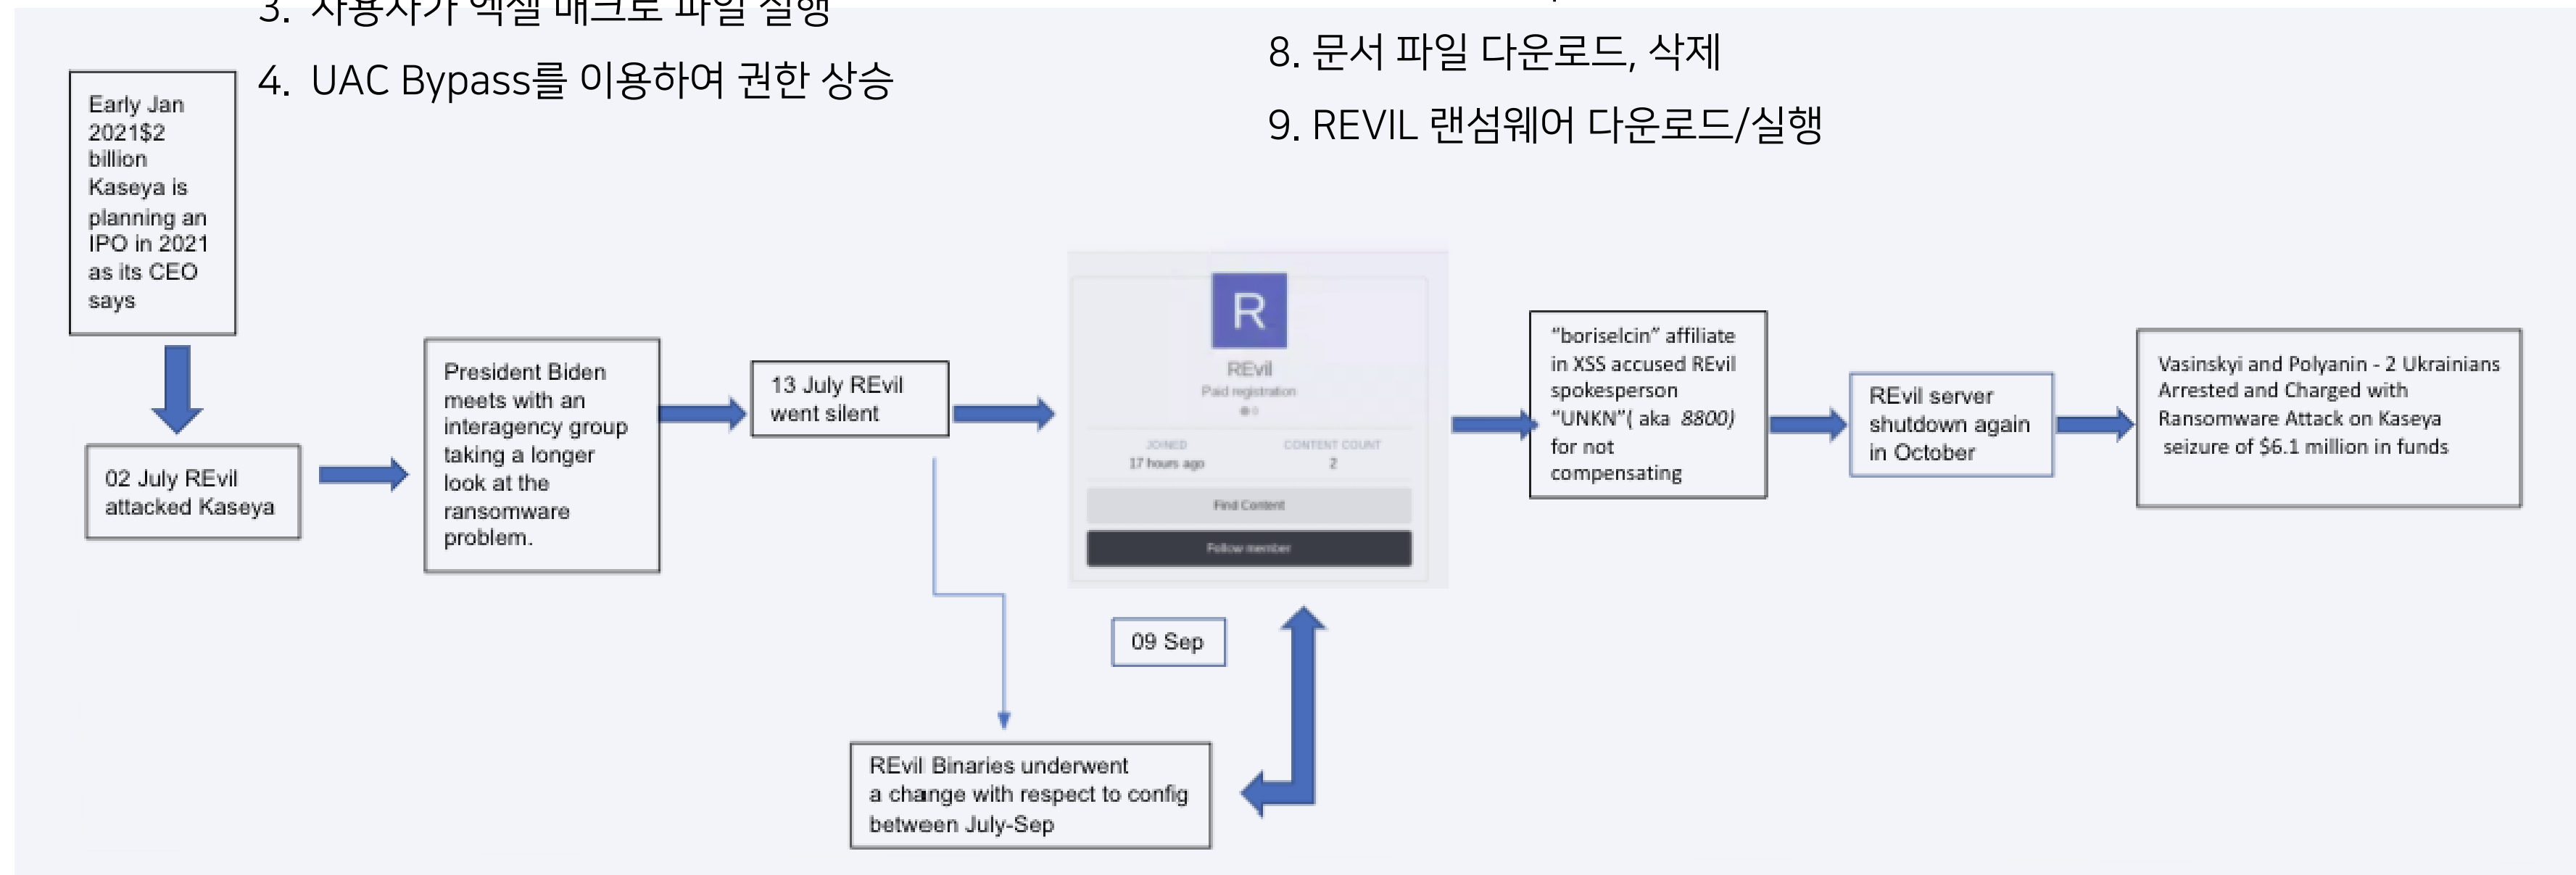 3. 사용자가 엑셀 매크로 파일 실행
4. UAC Bypass를 이용하여 권한 상승
8. 문서 파일 다운로드, 삭제
9. REVIL 랜섬웨어 다운로드/실행
Early Jan
2021$2
billion
Kaseya is
planning an
IPO in 2021
as its CEO
says
02 July REvil
attacked Kaseya
President Biden
meets with an
interagency group
taking a longer
look at the
ransomware
problem.
13 July REvil
went silent
R
REvil
Paid registration
JOINED
17 hours ago
CONTENT COUNT
2
Find Content
Follow member
09 Sep
REvil Binaries underwent
a change with respect to config
between July-Sep
“boriselcin” affiliate
in XSS accused REvil
spokesperson
“UNKN”( aka 8800)
for not
compensating
REvil server
shutdown again
in October
Vasinskyi and Polyanin - 2 Ukrainians
Arrested and Charged with
Ransomware Attack on Kaseya
seizure of $6.1 million in funds